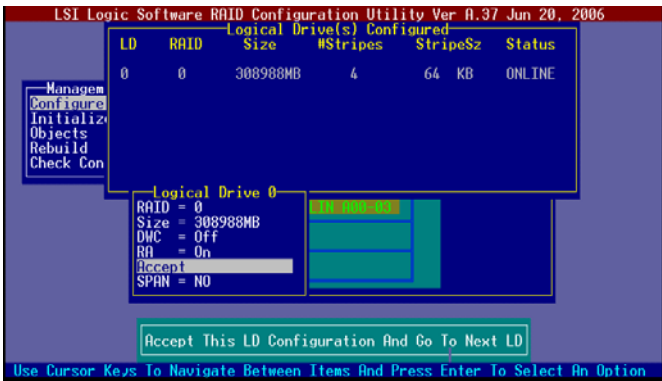 LSI Logic Software RAID Configuration Utility Ver A.37 Jun 20, 2006
Logical Drive(s) Configured
LD RAID Size #Stripes StripeSz Status
0 0 308988MB 4 64 KB ONLINE
Managem
Configure
Initializ
Objects
Rebuild
Check Con
Logical Drive 0
RAID = 0
Size = 308988MB
DWC = Off
RA = On
Accept
SPAN = NO
LIN A00-03
Accept This LD Configuration And Go To Next LD
Use Cursor Keys To Navigate Between Items And Press Enter To Select An Option